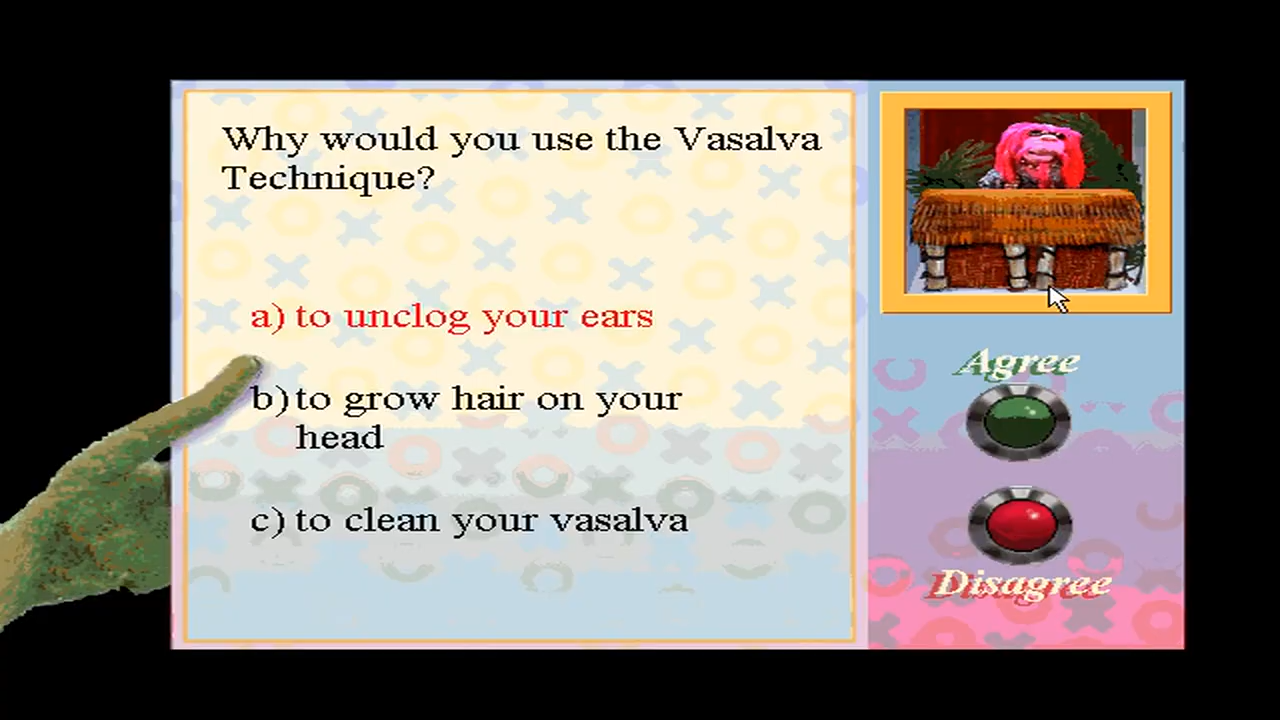 Why would you use the Vasalva
Technique?
a) to unclog your ears
b) to grow hair on your
head
c) to clean your vasalva
Agree
Disagree